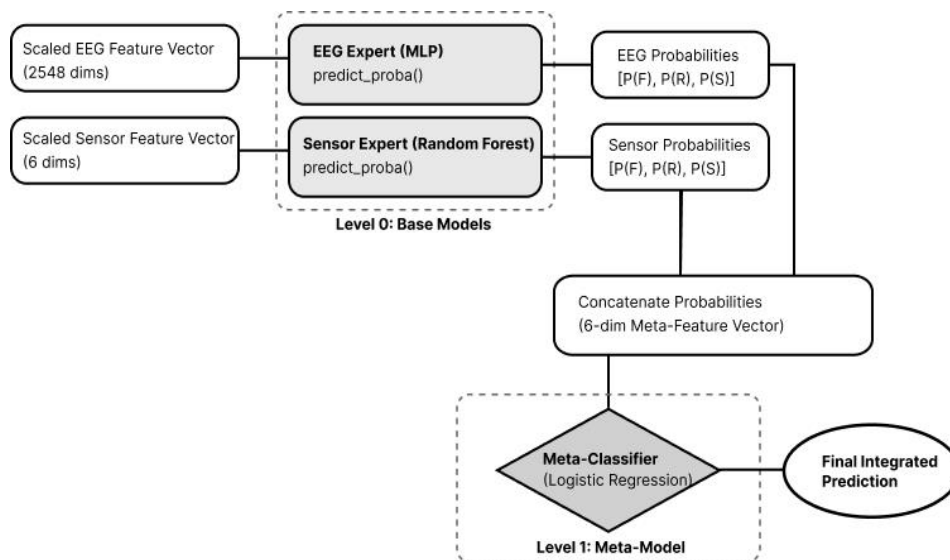 Scaled EEG Feature Vector
(2548 dims)
EEG Expert (MLP)
predict_proba()
EEG Probabilities
[P(F), P(R), P(S)]
Scaled Sensor Feature Vector
(6 dims)
Sensor Expert (Random Forest)
predict_proba()
Sensor Probabilities
[P(F), P(R), P(S)]
Level 0: Base Models
Concatenate Probabilities
(6-dim Meta-Feature Vector)
Meta-Classifier
(Logistic Regression)
Final Integrated
Prediction
Level 1: Meta-Model